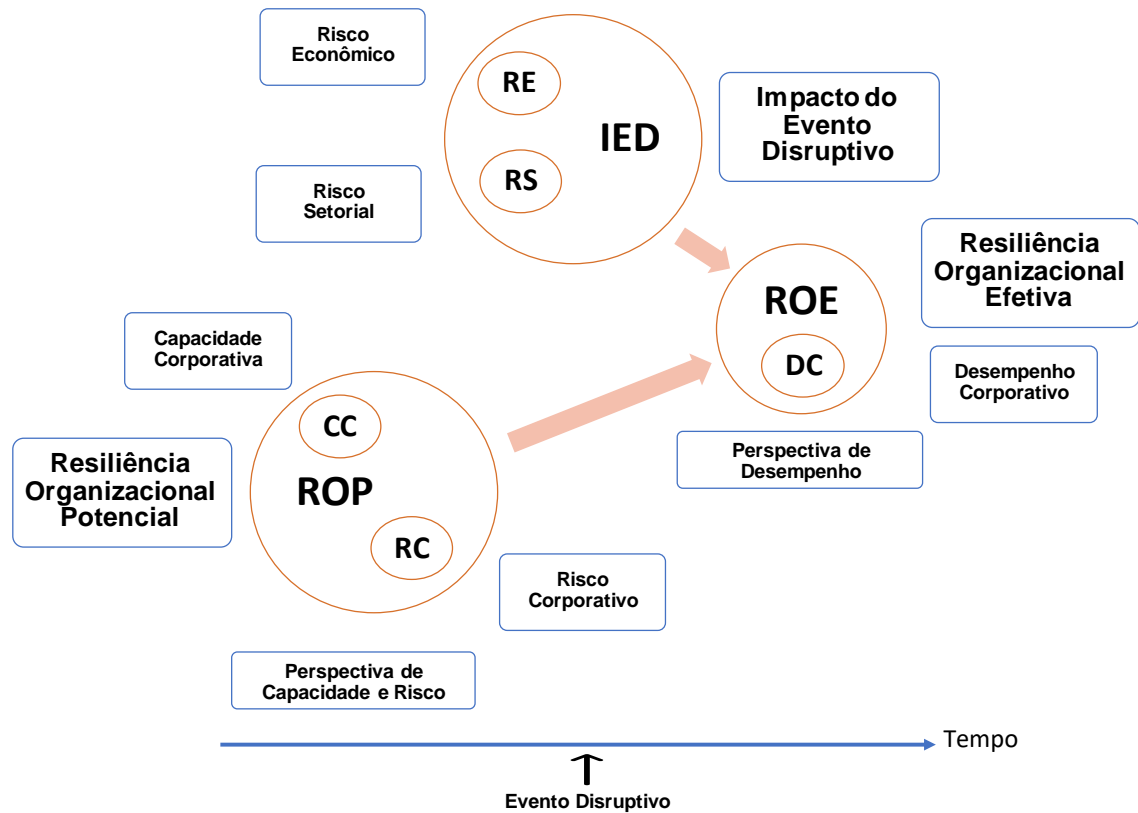 Risco
Econômico
RE
IED
Impacto do
Evento
Disruptivo
Risco
Setorial
RS
Resiliência
Organizacional
Efetiva
ROE
DC
Desempenho
Corporativo
Capacidade
Corporativa
CC
Perspectiva de
Desempenho
Resiliência
Organizacional
Potencial
ROP
RC
Risco
Corporativo
Perspectiva de
Capacidade e Risco
Tempo
Evento Disruptivo